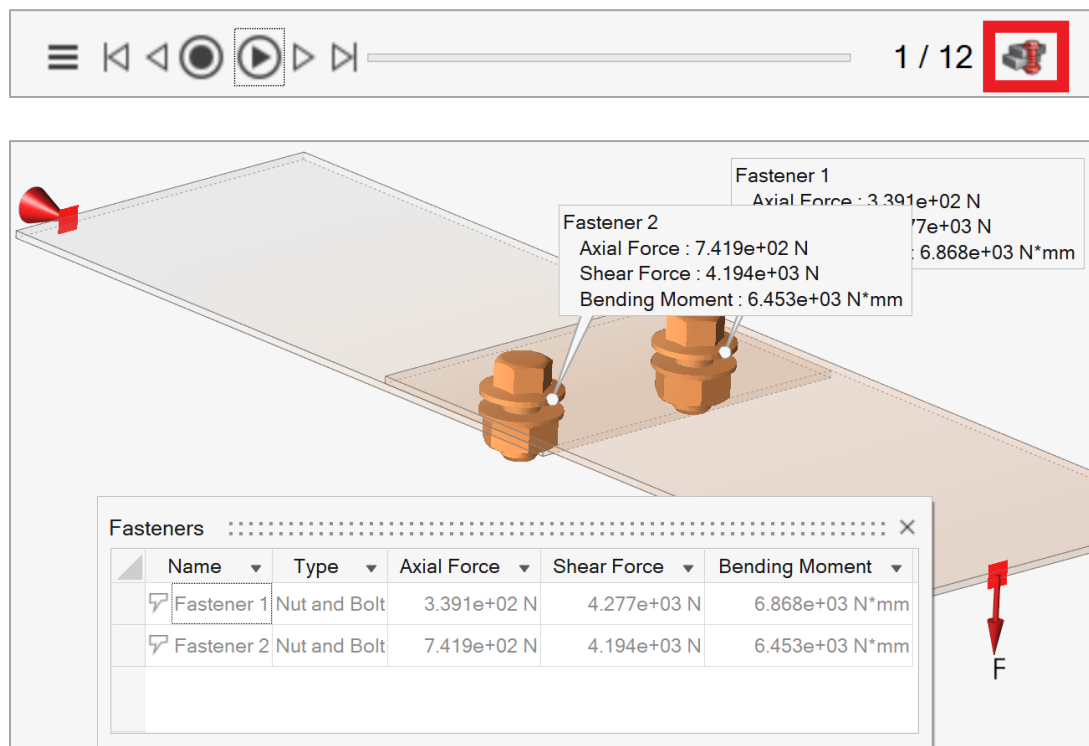 1 / 12
Fastener 1
Axial Force : 3.391e+02 N
77e+03 N
: 6.868e+03 N*mm
Fastener 2
Axial Force : 7.419e+02 N
Shear Force : 4.194e+03 N
Bending Moment : 6.453e+03 N*mm
F
Fasteners
Name Type Axial Force Shear Force Bending Moment
Fastener 1 Nut and Bolt 3.391e+02 N 4.277e+03 N 6.868e+03 N*mm
Fastener 2 Nut and Bolt 7.419e+02 N 4.194e+03 N 6.453e+03 N*mm